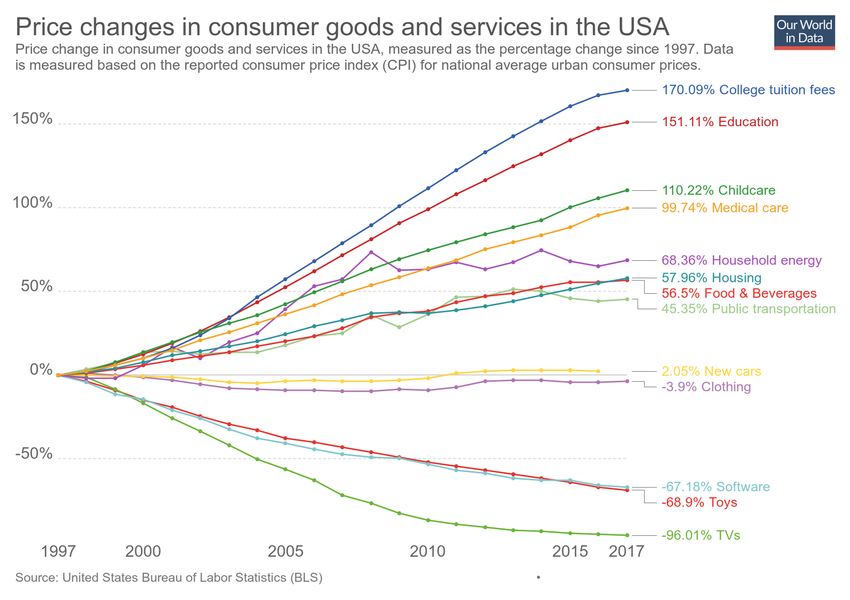 Price changes in consumer goods and services in the USA
Our World
in Data
Price change in consumer goods and services in the USA, measured as the percentage change since 1997. Data
is measured based on the reported consumer price index (CPI) for national average urban consumer prices.
170.09% College tuition fees
150%
151.11% Education
110.22% Childcare
100%
99.74% Medical care
68.36% Household energy
57.96% Housing
50%
56.5% Food & Beverages
45.35% Public transportation
0%
2.05% New cars
-3.9% Clothing
-50%
-67.18% Software
-68.9% Toys
-96.01% TVs
1997 2000 2005 2010 2015 2017
Source: United States Bureau of Labor Statistics (BLS)